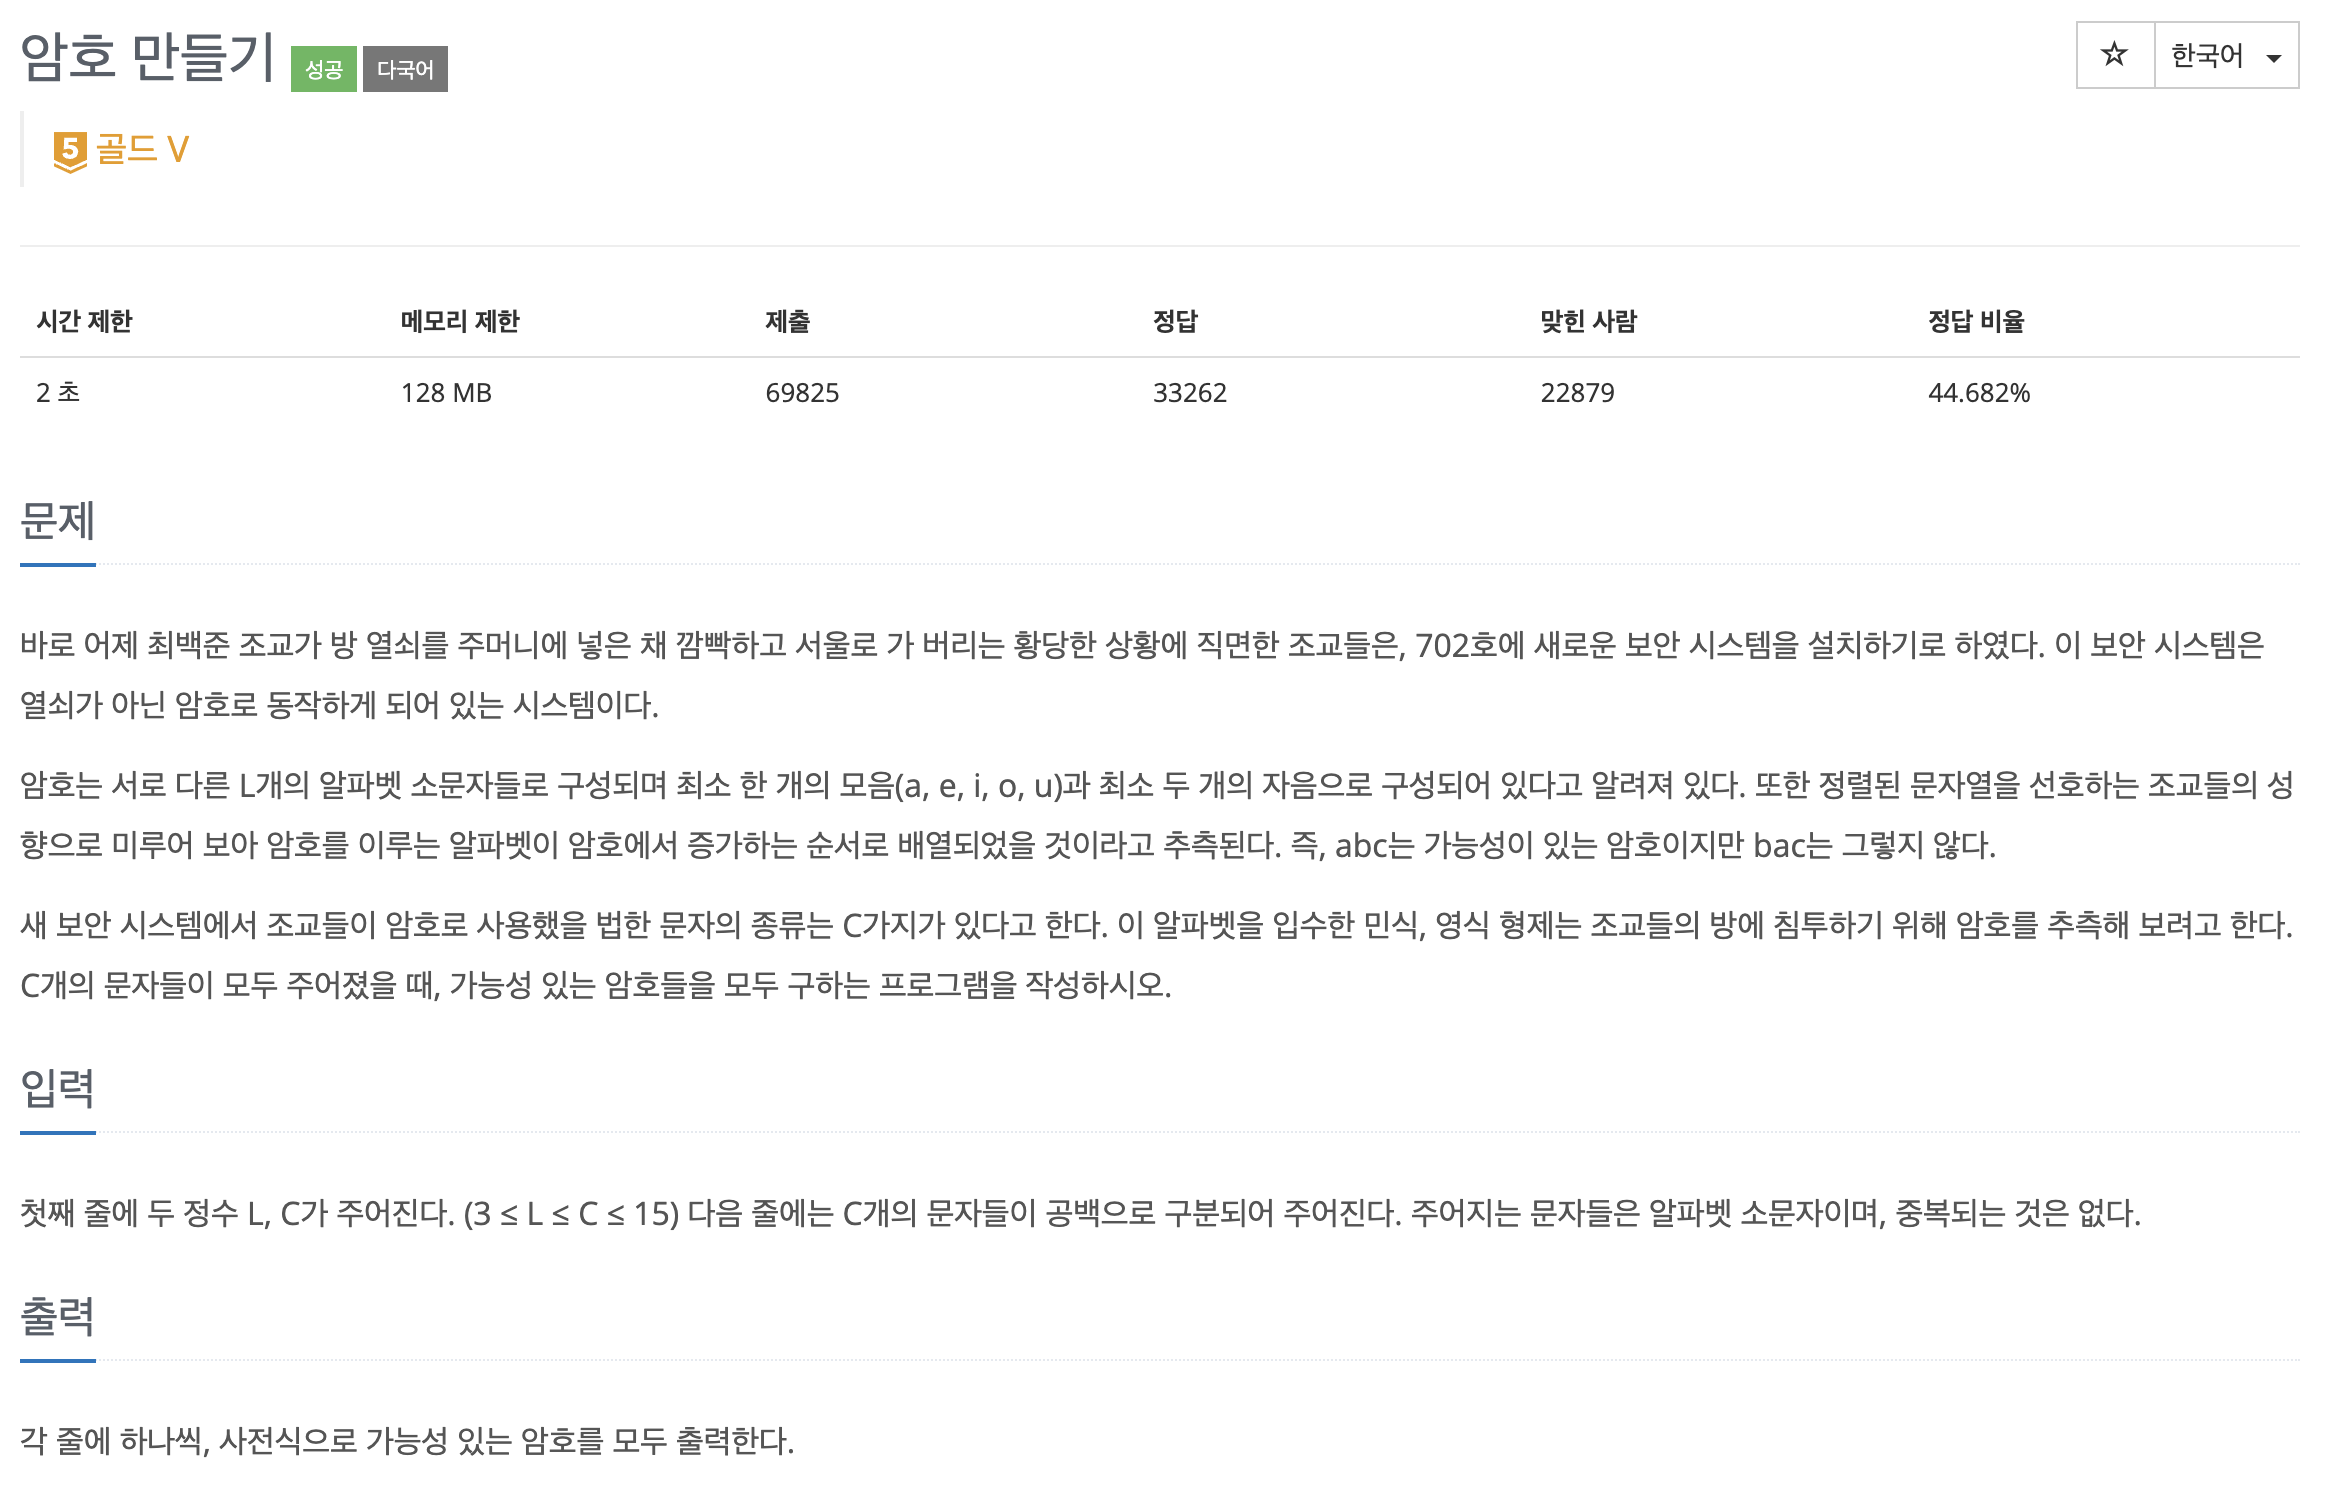 암호 만들기 성공 다국어
☆ 한국어
5 골드 V
시간 제한 메모리 제한 제출 정답 맞힌 사람 정답 비율
2 초 128 MB 69825 33262 22879 44.682%
문제
바로 어제 최백준 조교가 방 열쇠를 주머니에 넣은 채 깜빡하고 서울로 가 버리는 황당한 상황에 직면한 조교들은, 702호에 새로운 보안 시스템을 설치하기로 하였다. 이 보안 시스템은
열쇠가 아닌 암호로 동작하게 되어 있는 시스템이다.
암호는 서로 다른 L개의 알파벳 소문자들로 구성되며 최소 한 개의 모음(a, e, i, o, u)과 최소 두 개의 자음으로 구성되어 있다고 알려져 있다. 또한 정렬된 문자열을 선호하는 조교들의 성
향으로 미루어 보아 암호를 이루는 알파벳이 암호에서 증가하는 순서로 배열되었을 것이라고 추측된다. 즉, abc는 가능성이 있는 암호이지만 bac는 그렇지 않다.
새 보안 시스템에서 조교들이 암호로 사용했을 법한 문자의 종류는 C가지가 있다고 한다. 이 알파벳을 입수한 민식, 영식 형제는 조교들의 방에 침투하기 위해 암호를 추측해 보려고 한다.
C개의 문자들이 모두 주어졌을 때, 가능성 있는 암호들을 모두 구하는 프로그램을 작성하시오.
입력
첫째 줄에 두 정수 L, C가 주어진다. (3 ≤ L ≤ C ≤ 15) 다음 줄에는 C개의 문자들이 공백으로 구분되어 주어진다. 주어지는 문자들은 알파벳 소문자이며, 중복되는 것은 없다.
출력
각 줄에 하나씩, 사전식으로 가능성 있는 암호를 모두 출력한다.